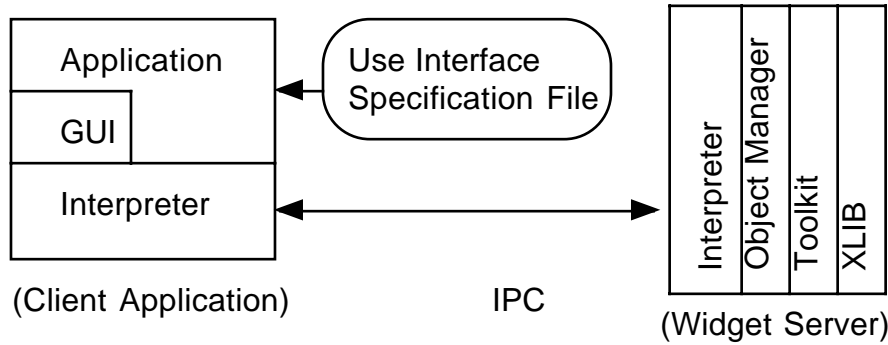 Application
GUI
Interpreter
(Client Application)
Use Interface
Specification File
IPC
Interpreter
Object Manager
Toolkit
XLIB
(Widget Server)